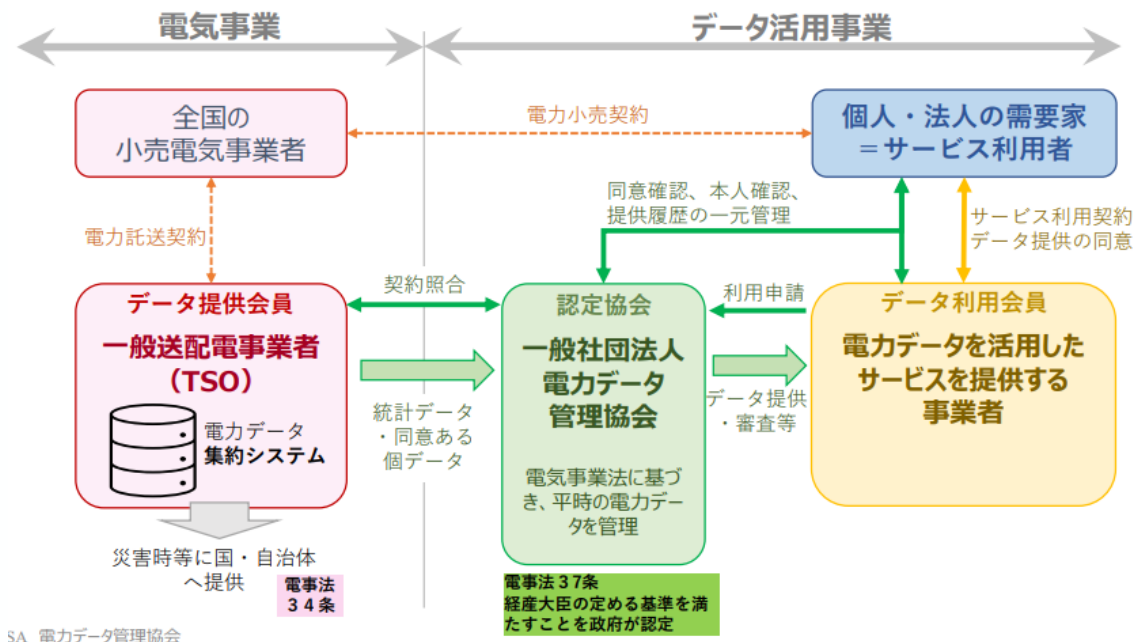 電気事業
データ活用事業
全国の
小売電気事業者
電力小売契約
個人・法人の需要家
＝サービス利用者
電力託送契約
同意確認、本人確認、
提供履歴の一元管理
サービス利用契約
データ提供の同意
データ提供会員
一般送配電事業者
（TSO）
電力データ
集約システム
契約照合
統計データ
・同意ある
個データ
認定協会
一般社団法人
電力データ
管理協会
電気事業法に基づ
き、平時の電力デー
タを管理
利用申請
データ提供
・審査等
データ利用会員
電力データを活用した
サービスを提供する
事業者
災害時等に国・自治体
へ提供
電事法
３４条
電事法３７条
経産大臣の定める基準を満
たすことを政府が認定
SA 電力データ管理協会